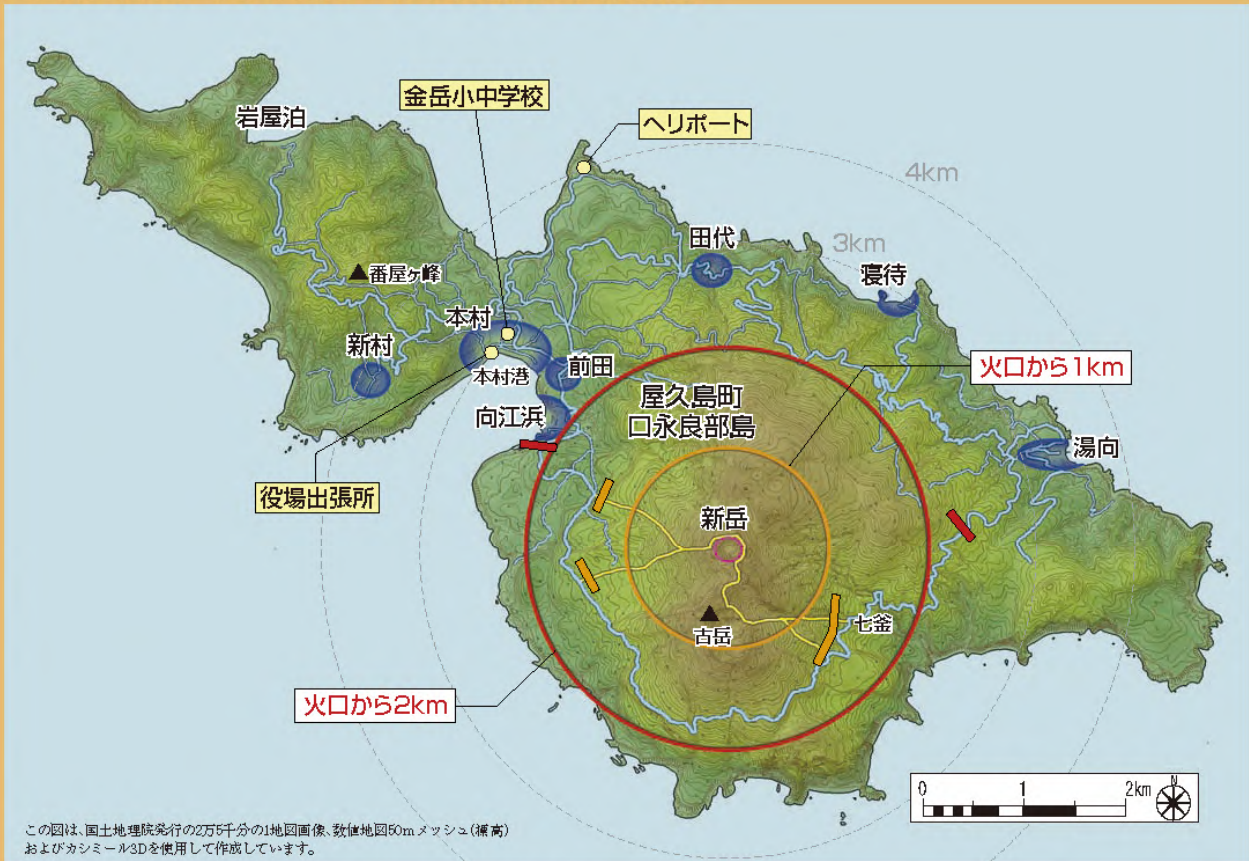 岩屋泊
金岳小中学校
ヘリポート
4km
3km
田代
寝待
番屋ヶ峰
本村
新村
本村港
前田
火口から1km
屋久島町
口永良部島
向江浜
湯向
役場出張所
新岳
古岳
七釜
火口から2km
0 1 2km
N
この図は、国土地理院発行の2万5千分の1地図画像、数値地図50mメッシュ(標高)
およびカシミール3Dを使用して作成しています。